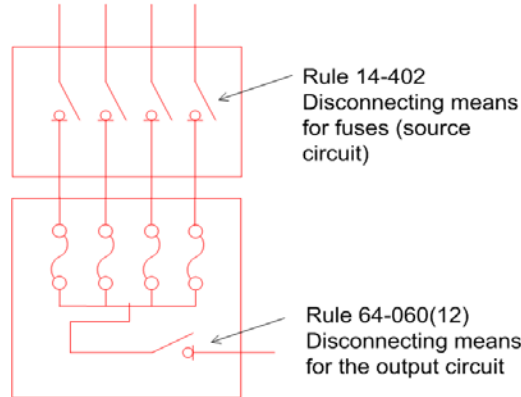 Rule 14-402
Disconnecting means
for fuses (source
circuit)
Rule 64-060(12)
Disconnecting means
for the output circuit